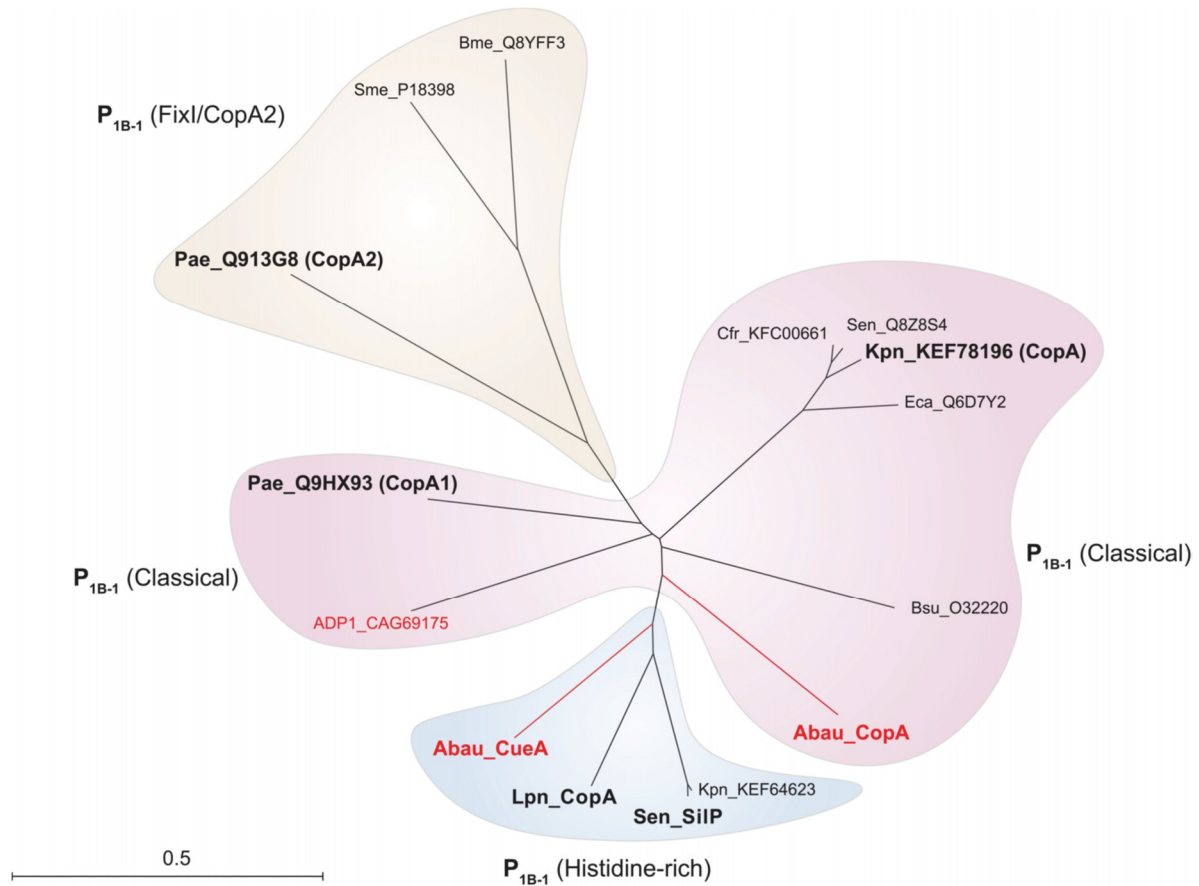 Bme_Q8YFF3
Sme_P18398
P1B-1 (FixI/CopA2)
Pae_Q913G8 (CopA2)
Cfr_KFC00661
Sen_Q8Z8S4
Kpn_KEF78196 (CopA)
Eca_Q6D7Y2
Pae_Q9HX93 (CopA1)
P1B-1 (Classical)
P1B-1 (Classical)
ADP1_CAG69175
Bsu_O32220
Abau_CueA
Abau_CopA
Lpn_CopA
Kpn_KEF64623
Sen_SilP
0.5
P1B-1 (Histidine-rich)